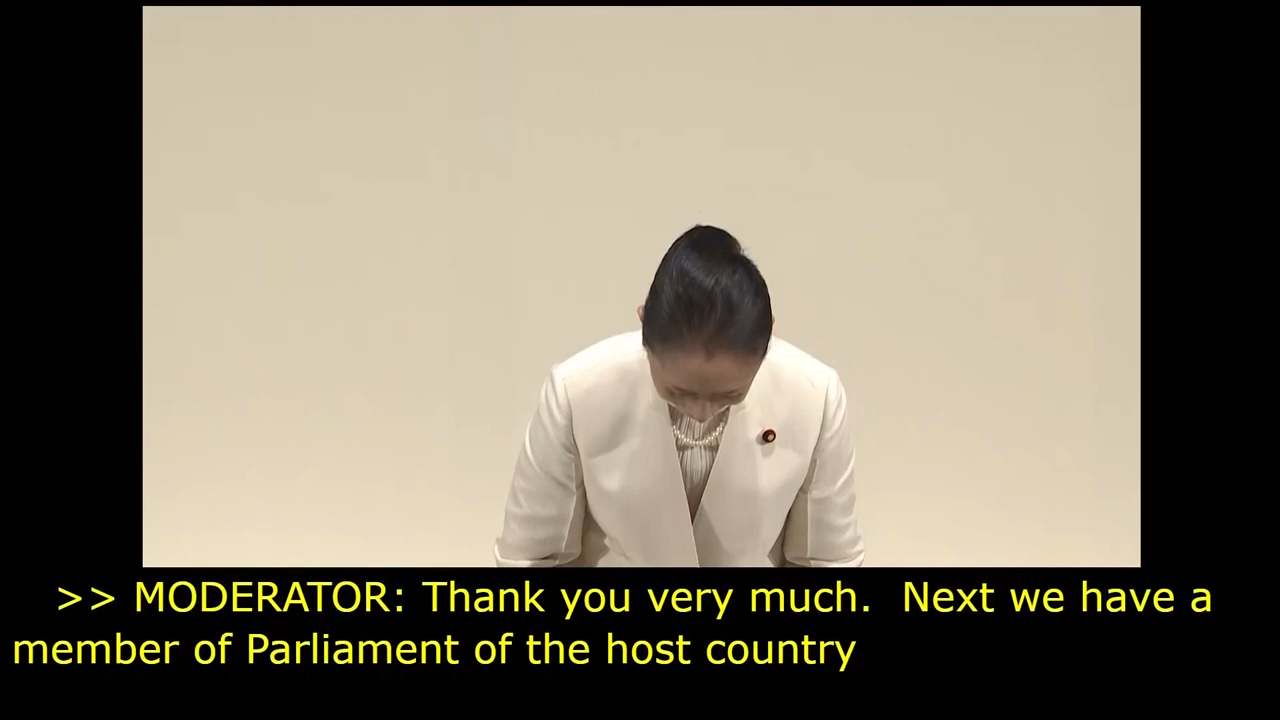 >> MODERATOR: Thank you very much.  Next we have a
member of Parliament of the host country